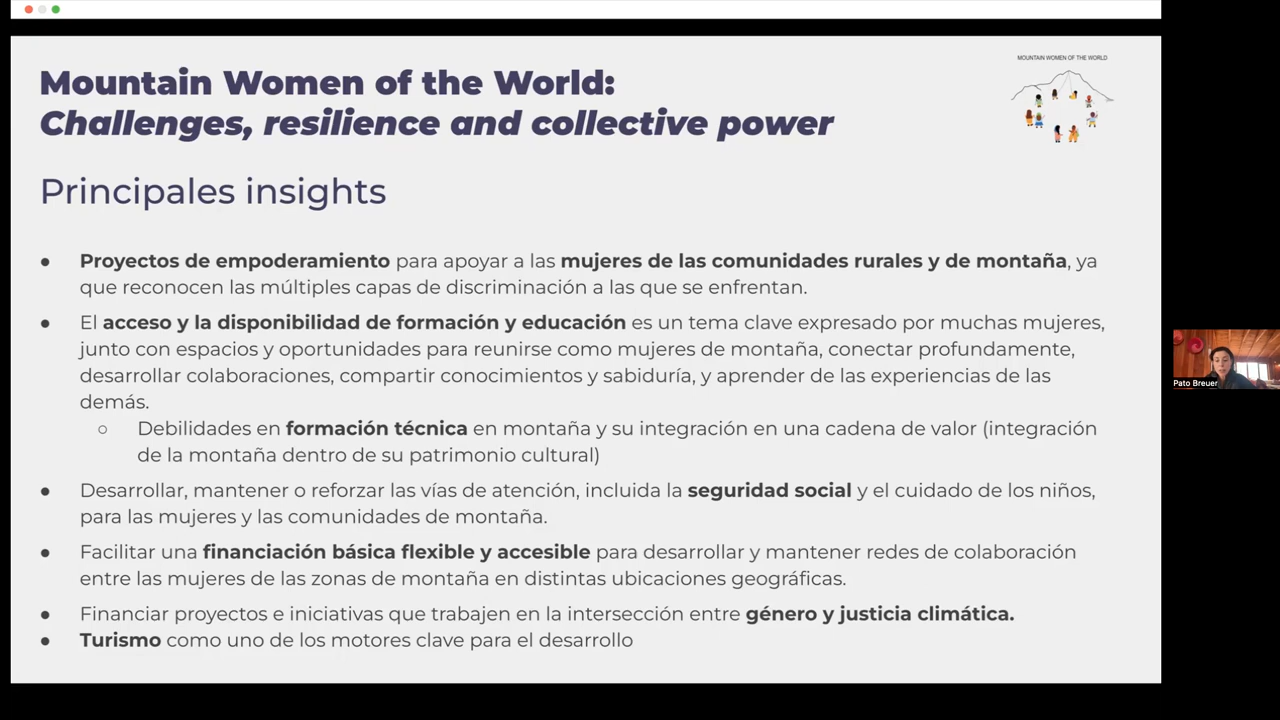 MOUNTAIN WOMEN OF THE WORLD
Mountain Women of the World:
Challenges, resilience and collective power
Principales insights
● Proyectos de empoderamiento para apoyar a las mujeres de las comunidades rurales y de montaña, ya
que reconocen las múltiples capas de discriminación a las que se enfrentan.
● El acceso y la disponibilidad de formación y educación es un tema clave expresado por muchas mujeres,
junto con espacios y oportunidades para reunirse como mujeres de montaña, conectar profundamente,
desarrollar colaboraciones, compartir conocimientos y sabiduría, y aprender de las experiencias de las
demás.
○ Debilidades en formación técnica en montaña y su integración en una cadena de valor (integración
de la montaña dentro de su patrimonio cultural)
● Desarrollar, mantener o reforzar las vías de atención, incluida la seguridad social y el cuidado de los niños,
para las mujeres y las comunidades de montaña.
● Facilitar una financiación básica flexible y accesible para desarrollar y mantener redes de colaboración
entre las mujeres de las zonas de montaña en distintas ubicaciones geográficas.
● Financiar proyectos e iniciativas que trabajen en la intersección entre género y justicia climática.
● Turismo como uno de los motores clave para el desarrollo
Pato Breuer